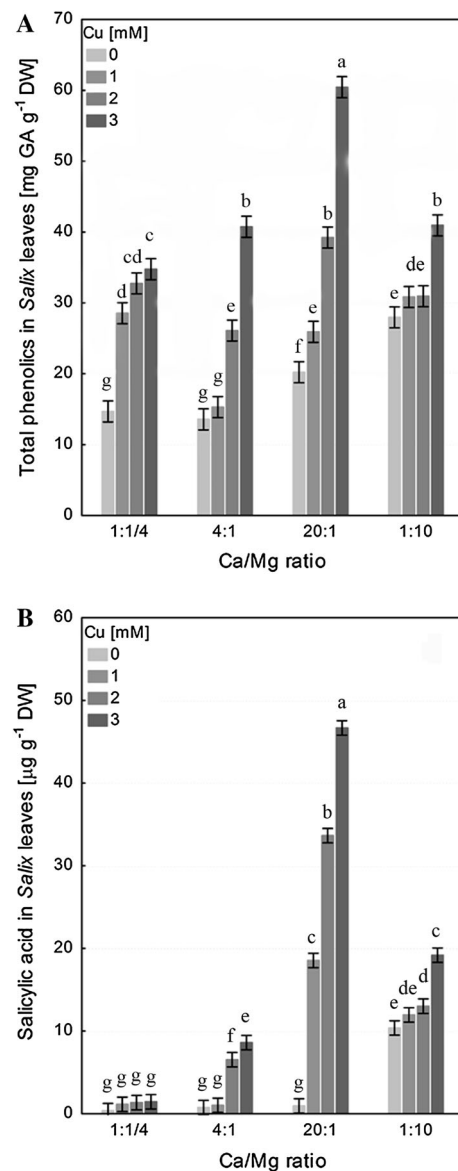 A
Total phenolics in Salix leaves [mg GA g-1 DW]
70
60
50
40
30
20
10
0
Cu [mM]
0
1
2
3
g d cd c
g g e b
f e b a
e de b
1:1/4 4:1 20:1 1:10
Ca/Mg ratio
B
Salicylic acid in Salix leaves [µg g-1 DW]
60
50
40
30
20
10
0
Cu [mM]
0
1
2
3
g g g g
g g f e
g c b a
e de d c
1:1/4 4:1 20:1 1:10
Ca/Mg ratio